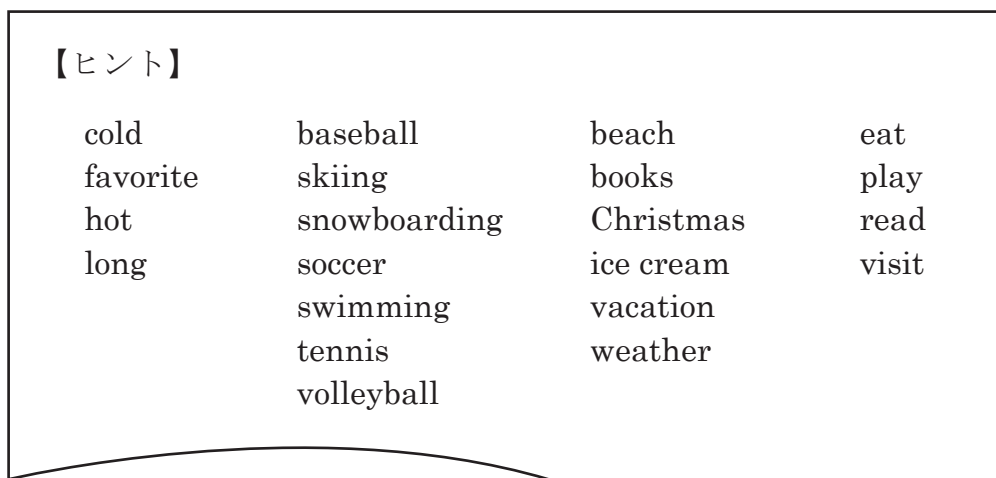 【ヒント】
cold baseball beach eat
favorite skiing books play
hot snowboarding Christmas read
long soccer ice cream visit
swimming vacation
tennis weather
volleyball